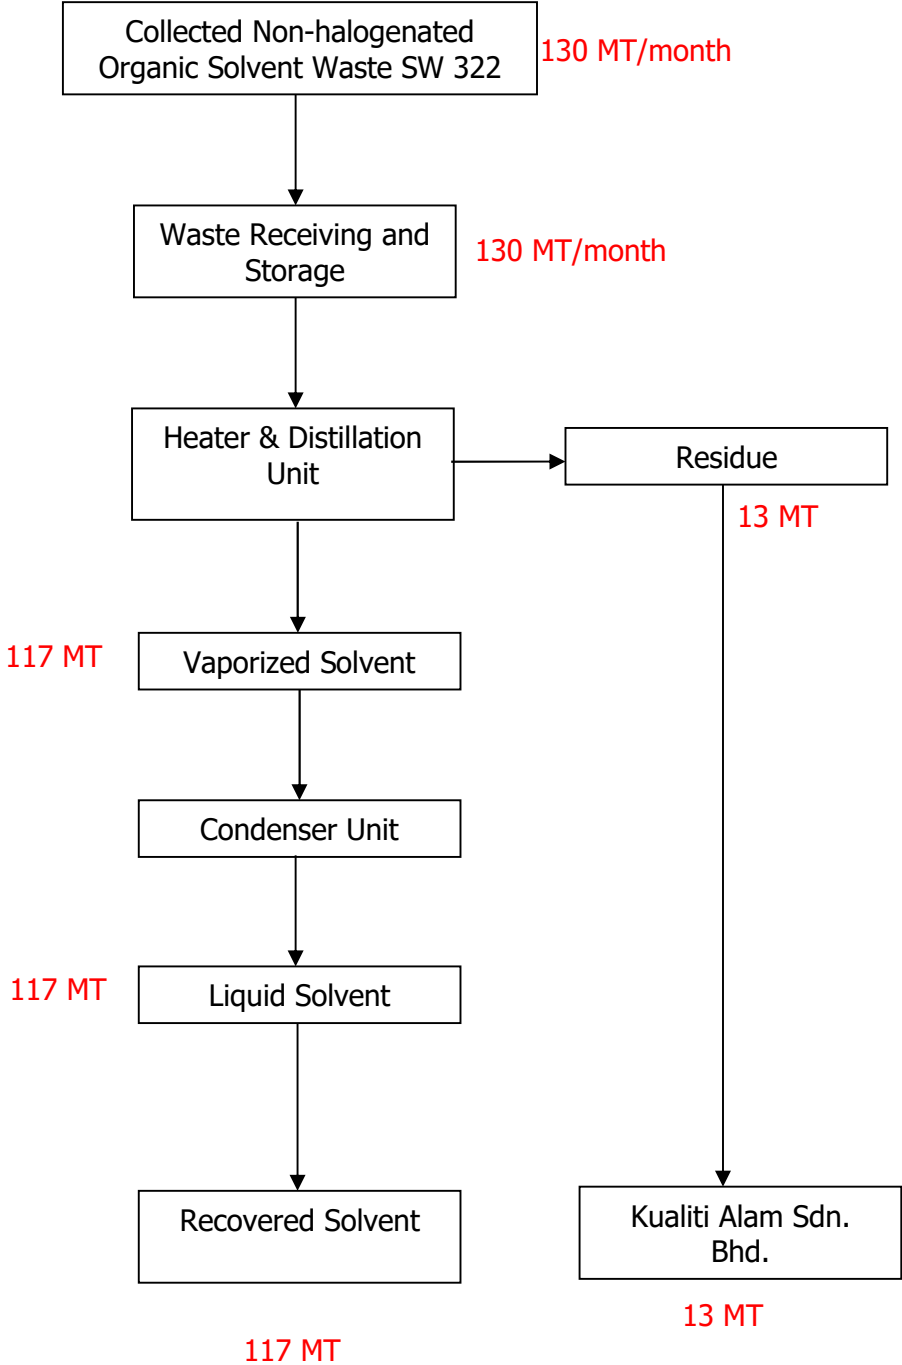 Collected Non-halogenated
Organic Solvent Waste SW 322
130 MT/month
Waste Receiving and
Storage
130 MT/month
Heater & Distillation
Unit
Residue
13 MT
117 MT
Vaporized Solvent
Condenser Unit
117 MT
Liquid Solvent
Recovered Solvent
Kualiti Alam Sdn.
Bhd.
13 MT
117 MT